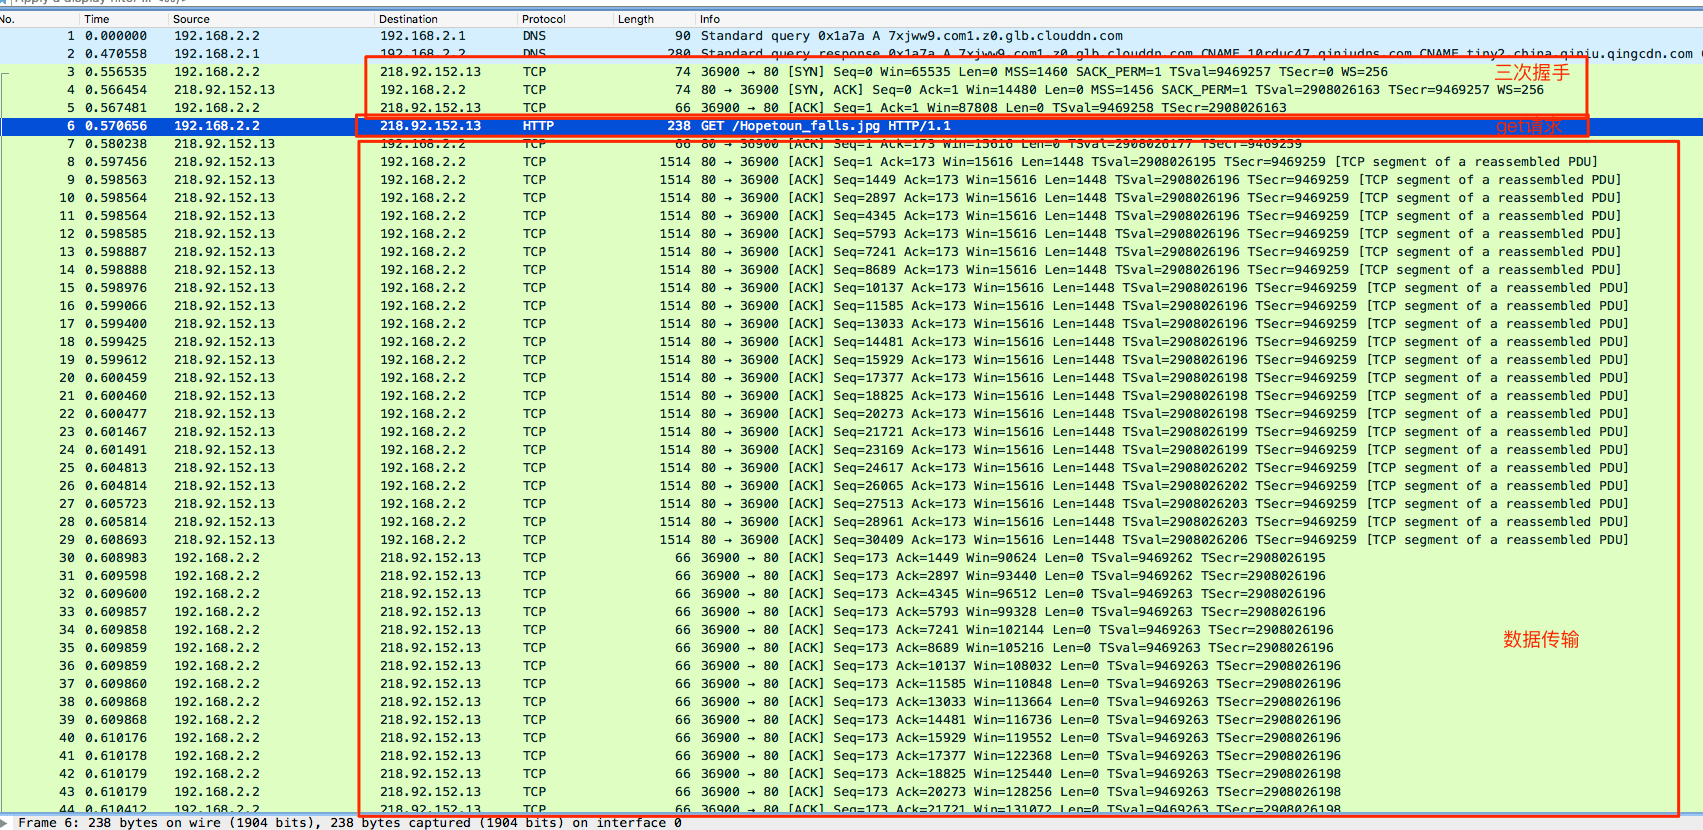 No. Time Source Destination Protocol Length Info
1 0.000000 192.168.2.2 192.168.2.1 DNS 90 Standard query 0x1a7a A 7xjww9.com1.z0.glb.clouddn.com
2 0.470558 192.168.2.1 192.168.2.2 DNS 280 Standard query response 0x1a7a A 7xjww9.com1.z0.glb.clouddn.com CNAME 10rduc47.qiniudns.com CNAME tiny2.china.qiniu.qingcdn.com
3 0.556535 192.168.2.2 218.92.152.13 TCP 74 36900 → 80 [SYN] Seq=0 Win=65535 Len=0 MSS=1460 SACK_PERM=1 TSval=9469257 TSecr=0 WS=256 三次握手
4 0.566454 218.92.152.13 192.168.2.2 TCP 74 80 → 36900 [SYN, ACK] Seq=0 Ack=1 Win=14480 Len=0 MSS=1456 SACK_PERM=1 TSval=2908026163 TSecr=9469257 WS=256
5 0.567481 192.168.2.2 218.92.152.13 TCP 66 36900 → 80 [ACK] Seq=1 Ack=1 Win=87808 Len=0 TSval=9469258 TSecr=2908026163
6 0.570656 192.168.2.2 218.92.152.13 HTTP 238 GET /Hopetoun_falls.jpg HTTP/1.1 get请求
7 0.580238 218.92.152.13 192.168.2.2 TCP 66 80 → 36900 [ACK] Seq=1 Ack=173 Win=15616 Len=0 TSval=2908026177 TSecr=9469259
8 0.597456 218.92.152.13 192.168.2.2 TCP 1514 80 → 36900 [ACK] Seq=1 Ack=173 Win=15616 Len=1448 TSval=2908026195 TSecr=9469259 [TCP segment of a reassembled PDU]
9 0.598563 218.92.152.13 192.168.2.2 TCP 1514 80 → 36900 [ACK] Seq=1449 Ack=173 Win=15616 Len=1448 TSval=2908026196 TSecr=9469259 [TCP segment of a reassembled PDU]
10 0.598564 218.92.152.13 192.168.2.2 TCP 1514 80 → 36900 [ACK] Seq=2897 Ack=173 Win=15616 Len=1448 TSval=2908026196 TSecr=9469259 [TCP segment of a reassembled PDU]
11 0.598564 218.92.152.13 192.168.2.2 TCP 1514 80 → 36900 [ACK] Seq=4345 Ack=173 Win=15616 Len=1448 TSval=2908026196 TSecr=9469259 [TCP segment of a reassembled PDU]
12 0.598585 218.92.152.13 192.168.2.2 TCP 1514 80 → 36900 [ACK] Seq=5793 Ack=173 Win=15616 Len=1448 TSval=2908026196 TSecr=9469259 [TCP segment of a reassembled PDU]
13 0.598887 218.92.152.13 192.168.2.2 TCP 1514 80 → 36900 [ACK] Seq=7241 Ack=173 Win=15616 Len=1448 TSval=2908026196 TSecr=9469259 [TCP segment of a reassembled PDU]
14 0.598888 218.92.152.13 192.168.2.2 TCP 1514 80 → 36900 [ACK] Seq=8689 Ack=173 Win=15616 Len=1448 TSval=2908026196 TSecr=9469259 [TCP segment of a reassembled PDU]
15 0.598976 218.92.152.13 192.168.2.2 TCP 1514 80 → 36900 [ACK] Seq=10137 Ack=173 Win=15616 Len=1448 TSval=2908026196 TSecr=9469259 [TCP segment of a reassembled PDU]
16 0.599066 218.92.152.13 192.168.2.2 TCP 1514 80 → 36900 [ACK] Seq=11585 Ack=173 Win=15616 Len=1448 TSval=2908026196 TSecr=9469259 [TCP segment of a reassembled PDU]
17 0.599400 218.92.152.13 192.168.2.2 TCP 1514 80 → 36900 [ACK] Seq=13033 Ack=173 Win=15616 Len=1448 TSval=2908026196 TSecr=9469259 [TCP segment of a reassembled PDU]
18 0.599425 218.92.152.13 192.168.2.2 TCP 1514 80 → 36900 [ACK] Seq=14481 Ack=173 Win=15616 Len=1448 TSval=2908026196 TSecr=9469259 [TCP segment of a reassembled PDU]
19 0.599612 218.92.152.13 192.168.2.2 TCP 1514 80 → 36900 [ACK] Seq=15929 Ack=173 Win=15616 Len=1448 TSval=2908026196 TSecr=9469259 [TCP segment of a reassembled PDU]
20 0.600459 218.92.152.13 192.168.2.2 TCP 1514 80 → 36900 [ACK] Seq=17377 Ack=173 Win=15616 Len=1448 TSval=2908026198 TSecr=9469259 [TCP segment of a reassembled PDU]
21 0.600460 218.92.152.13 192.168.2.2 TCP 1514 80 → 36900 [ACK] Seq=18825 Ack=173 Win=15616 Len=1448 TSval=2908026198 TSecr=9469259 [TCP segment of a reassembled PDU]
22 0.600477 218.92.152.13 192.168.2.2 TCP 1514 80 → 36900 [ACK] Seq=20273 Ack=173 Win=15616 Len=1448 TSval=2908026198 TSecr=9469259 [TCP segment of a reassembled PDU]
23 0.601467 218.92.152.13 192.168.2.2 TCP 1514 80 → 36900 [ACK] Seq=21721 Ack=173 Win=15616 Len=1448 TSval=2908026199 TSecr=9469259 [TCP segment of a reassembled PDU]
24 0.601491 218.92.152.13 192.168.2.2 TCP 1514 80 → 36900 [ACK] Seq=23169 Ack=173 Win=15616 Len=1448 TSval=2908026199 TSecr=9469259 [TCP segment of a reassembled PDU]
25 0.604813 218.92.152.13 192.168.2.2 TCP 1514 80 → 36900 [ACK] Seq=24617 Ack=173 Win=15616 Len=1448 TSval=2908026202 TSecr=9469259 [TCP segment of a reassembled PDU]
26 0.604814 218.92.152.13 192.168.2.2 TCP 1514 80 → 36900 [ACK] Seq=26065 Ack=173 Win=15616 Len=1448 TSval=2908026202 TSecr=9469259 [TCP segment of a reassembled PDU]
27 0.605723 218.92.152.13 192.168.2.2 TCP 1514 80 → 36900 [ACK] Seq=27513 Ack=173 Win=15616 Len=1448 TSval=2908026203 TSecr=9469259 [TCP segment of a reassembled PDU]
28 0.605814 218.92.152.13 192.168.2.2 TCP 1514 80 → 36900 [ACK] Seq=28961 Ack=173 Win=15616 Len=1448 TSval=2908026203 TSecr=9469259 [TCP segment of a reassembled PDU]
29 0.608693 218.92.152.13 192.168.2.2 TCP 1514 80 → 36900 [ACK] Seq=30409 Ack=173 Win=15616 Len=1448 TSval=2908026206 TSecr=9469259 [TCP segment of a reassembled PDU]
30 0.608983 192.168.2.2 218.92.152.13 TCP 66 36900 → 80 [ACK] Seq=173 Ack=1449 Win=90624 Len=0 TSval=9469262 TSecr=2908026195
31 0.609598 192.168.2.2 218.92.152.13 TCP 66 36900 → 80 [ACK] Seq=173 Ack=2897 Win=93440 Len=0 TSval=9469262 TSecr=2908026196
32 0.609600 192.168.2.2 218.92.152.13 TCP 66 36900 → 80 [ACK] Seq=173 Ack=4345 Win=96512 Len=0 TSval=9469263 TSecr=2908026196
33 0.609857 192.168.2.2 218.92.152.13 TCP 66 36900 → 80 [ACK] Seq=173 Ack=5793 Win=99328 Len=0 TSval=9469263 TSecr=2908026196
34 0.609858 192.168.2.2 218.92.152.13 TCP 66 36900 → 80 [ACK] Seq=173 Ack=7241 Win=102144 Len=0 TSval=9469263 TSecr=2908026196 数据传输
35 0.609859 192.168.2.2 218.92.152.13 TCP 66 36900 → 80 [ACK] Seq=173 Ack=8689 Win=105216 Len=0 TSval=9469263 TSecr=2908026196
36 0.609859 192.168.2.2 218.92.152.13 TCP 66 36900 → 80 [ACK] Seq=173 Ack=10137 Win=108032 Len=0 TSval=9469263 TSecr=2908026196
37 0.609860 192.168.2.2 218.92.152.13 TCP 66 36900 → 80 [ACK] Seq=173 Ack=11585 Win=110848 Len=0 TSval=9469263 TSecr=2908026196
38 0.609868 192.168.2.2 218.92.152.13 TCP 66 36900 → 80 [ACK] Seq=173 Ack=13033 Win=113664 Len=0 TSval=9469263 TSecr=2908026196
39 0.609868 192.168.2.2 218.92.152.13 TCP 66 36900 → 80 [ACK] Seq=173 Ack=14481 Win=116736 Len=0 TSval=9469263 TSecr=2908026196
40 0.610176 192.168.2.2 218.92.152.13 TCP 66 36900 → 80 [ACK] Seq=173 Ack=15929 Win=119552 Len=0 TSval=9469263 TSecr=2908026196
41 0.610178 192.168.2.2 218.92.152.13 TCP 66 36900 → 80 [ACK] Seq=173 Ack=17377 Win=122368 Len=0 TSval=9469263 TSecr=2908026196
42 0.610179 192.168.2.2 218.92.152.13 TCP 66 36900 → 80 [ACK] Seq=173 Ack=18825 Win=125440 Len=0 TSval=9469263 TSecr=2908026198
43 0.610179 192.168.2.2 218.92.152.13 TCP 66 36900 → 80 [ACK] Seq=173 Ack=20273 Win=128256 Len=0 TSval=9469263 TSecr=2908026198
44 0.610412 192.168.2.2 218.92.152.13 TCP 66 36900 → 80 [ACK] Seq=173 Ack=21721 Win=131072 Len=0 TSval=9469263 TSecr=2908026198
Frame 6: 238 bytes on wire (1904 bits), 238 bytes captured (1904 bits) on interface 0